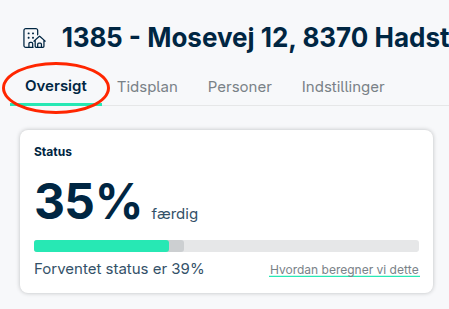 1385 - Mosevej 12, 8370 Hadst
Oversigt Tidsplan Personer Indstillinger
Status
35% færdig
Forventet status er 39% Hvordan beregner vi dette